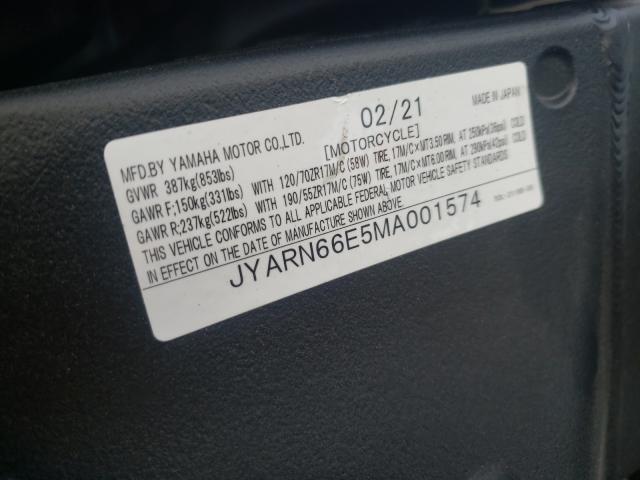 MFD.BY YAMAHA MOTOR CO.,LTD. 02/21 MADE IN JAPAN
GVWR 387kg(853lbs) [MOTORCYCLE]
GAWR F;150kg(331lbs) WITH 120/70ZR17M/C (58W) TIRE,17M/C×MT3.50 RIM, AT 250kPa(36psi) COLD
GAWR R;237kg(522lbs) WITH 190/55ZR17M/C (75W) TIRE,17M/C×MT6.00 RIM, AT 290kPa(42psi) COLD
THIS VEHICLE CONFORMS TO ALL APPLICABLE FEDERAL MOTOR VEHICLE SAFETY STANDARDS
IN EFFECT ON THE DATE OF MANUFACTURE SHOWN ABOVE.
JYARN66E5MA001574